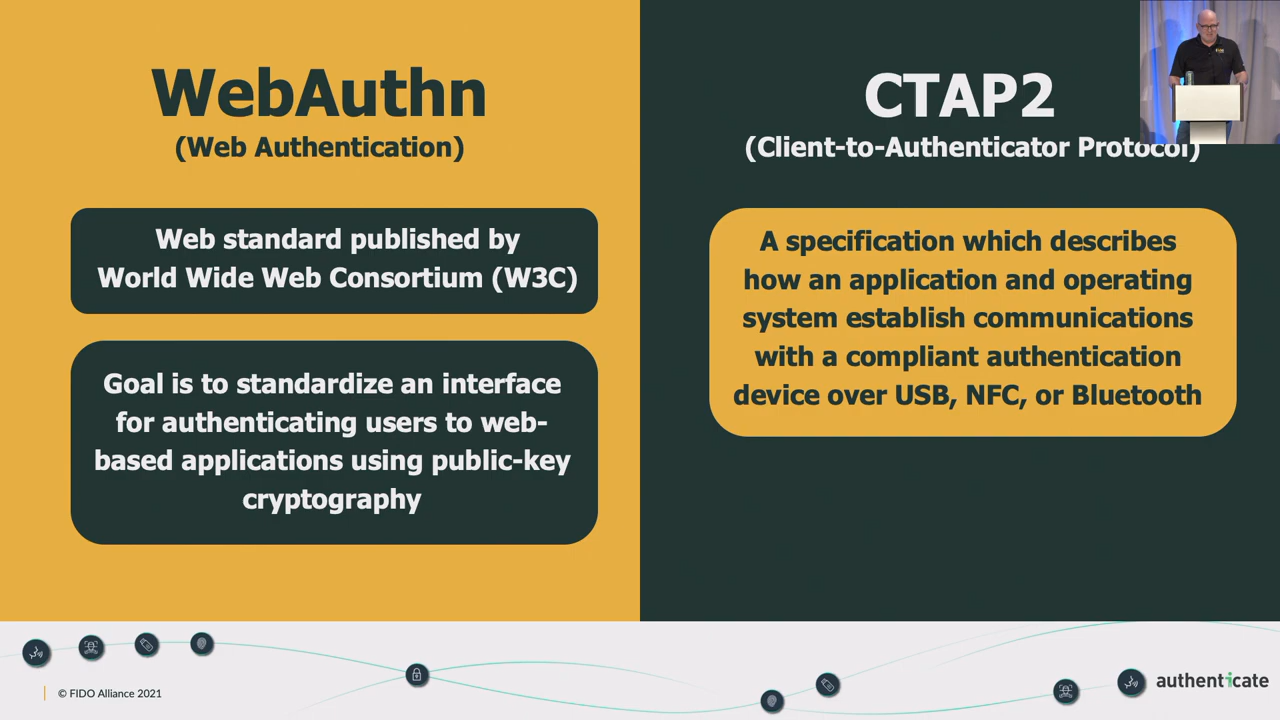 WebAuthn
(Web Authentication)
Web standard published by
World Wide Web Consortium (W3C)
Goal is to standardize an interface
for authenticating users to web-
based applications using public-key
cryptography
CTAP2
(Client-to-Authenticator Protocol)
A specification which describes
how an application and operating
system establish communications
with a compliant authentication
device over USB, NFC, or Bluetooth
© FIDO Alliance 2021
authenticate